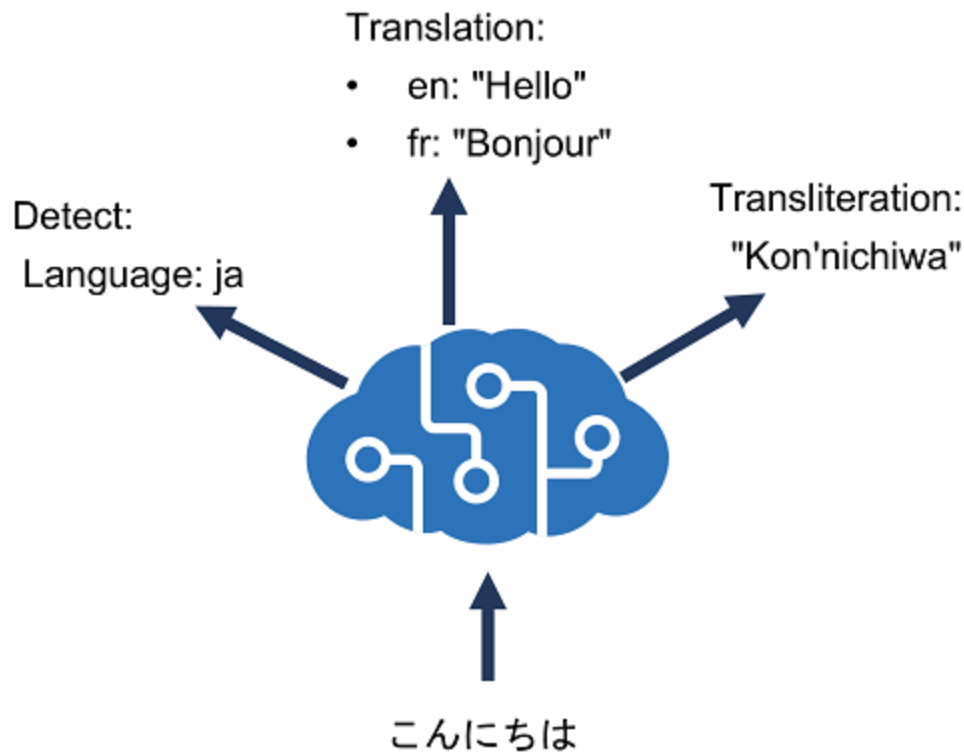 Translation:
• en: "Hello"
• fr: "Bonjour"
Detect:
Language: ja
Transliteration:
"Kon'nichiwa"
こんにちは